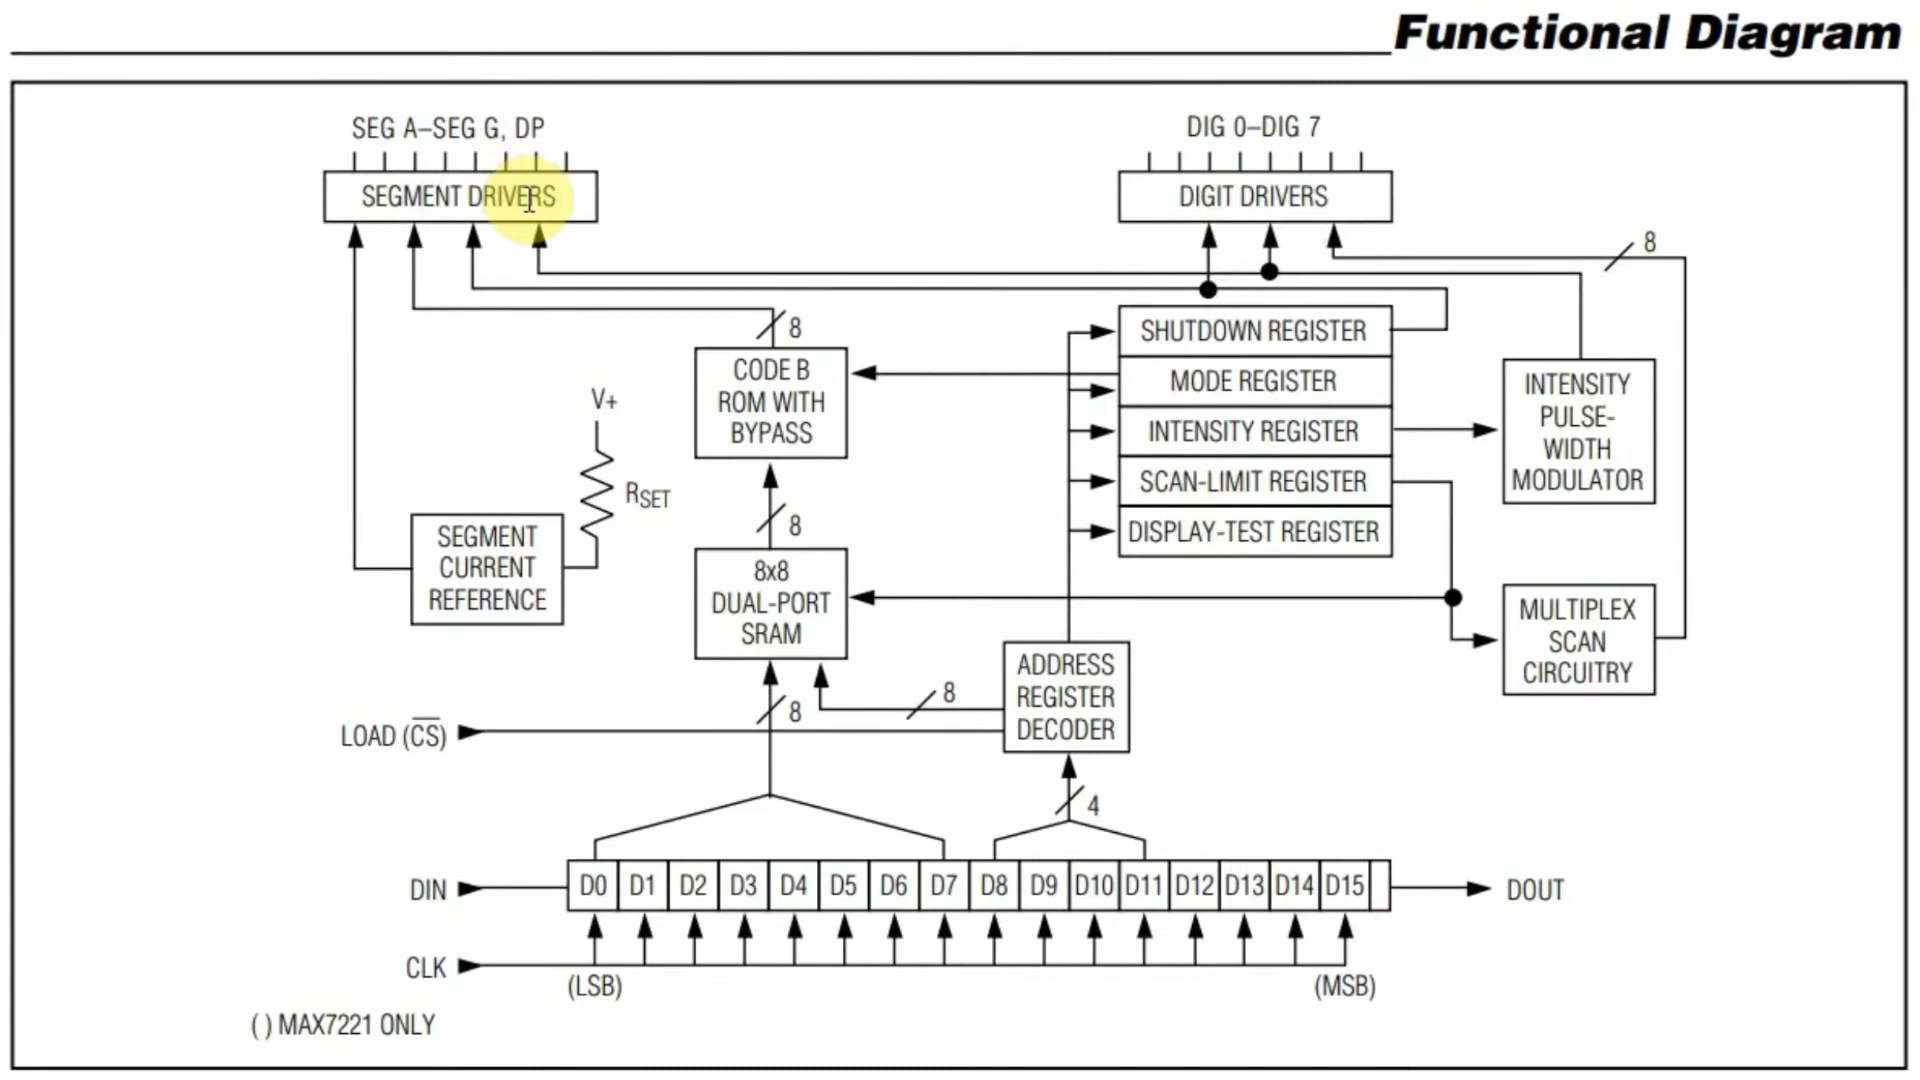 Functional Diagram
SEG A–SEG G, DP
DIG 0–DIG 7
SEGMENT DRIVERS
DIGIT DRIVERS
8
8
SHUTDOWN REGISTER
MODE REGISTER
INTENSITY REGISTER
SCAN-LIMIT REGISTER
DISPLAY-TEST REGISTER
CODE B
ROM WITH
BYPASS
INTENSITY
PULSE-
WIDTH
MODULATOR
V+
RSET
8
SEGMENT
CURRENT
REFERENCE
8x8
DUAL-PORT
SRAM
MULTIPLEX
SCAN
CIRCUITRY
ADDRESS
REGISTER
DECODER
8
8
LOAD (C̅S̅)
4
DIN
D0 D1 D2 D3 D4 D5 D6 D7 D8 D9 D10 D11 D12 D13 D14 D15
DOUT
CLK
(LSB)
(MSB)
( ) MAX7221 ONLY